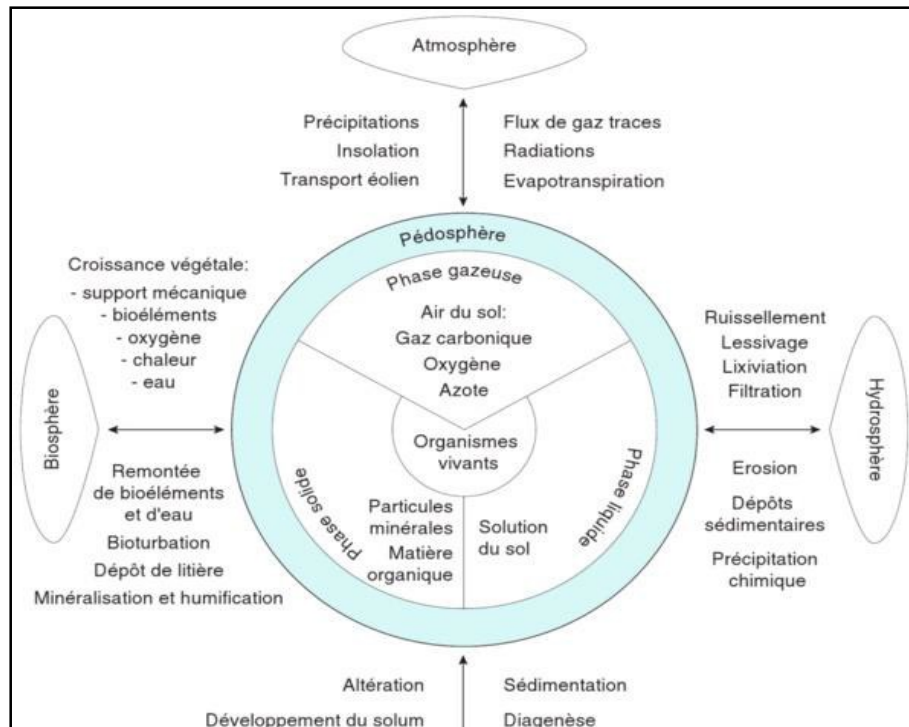 Atmosphère
Précipitations
Insolation
Transport éolien
Flux de gaz traces
Radiations
Evapotranspiration
Pédosphère
Phase gazeuse
Air du sol:
Gaz carbonique
Oxygène
Azote
Organismes
vivants
Phase solide
Particules
minérales
Matière
organique
Phase liquide
Solution
du sol
Croissance végétale:
- support mécanique
- bioéléments
- oxygène
- chaleur
- eau
Biosphère
Remontée
de bioéléments
et d'eau
Bioturbation
Dépôt de litière
Minéralisation et humification
Ruissellement
Lessivage
Lixiviation
Filtration
Hydrosphère
Erosion
Dépôts
sédimentaires
Précipitation
chimique
Altération
Développement du solum
Sédimentation
Diagenèse